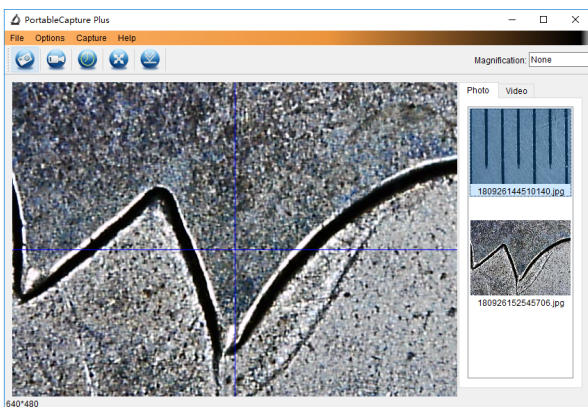 PortableCapture Plus
File Options Capture Help
Magnification: None
Photo Video
180926144510140.jpg
180926152545706.jpg
640*480